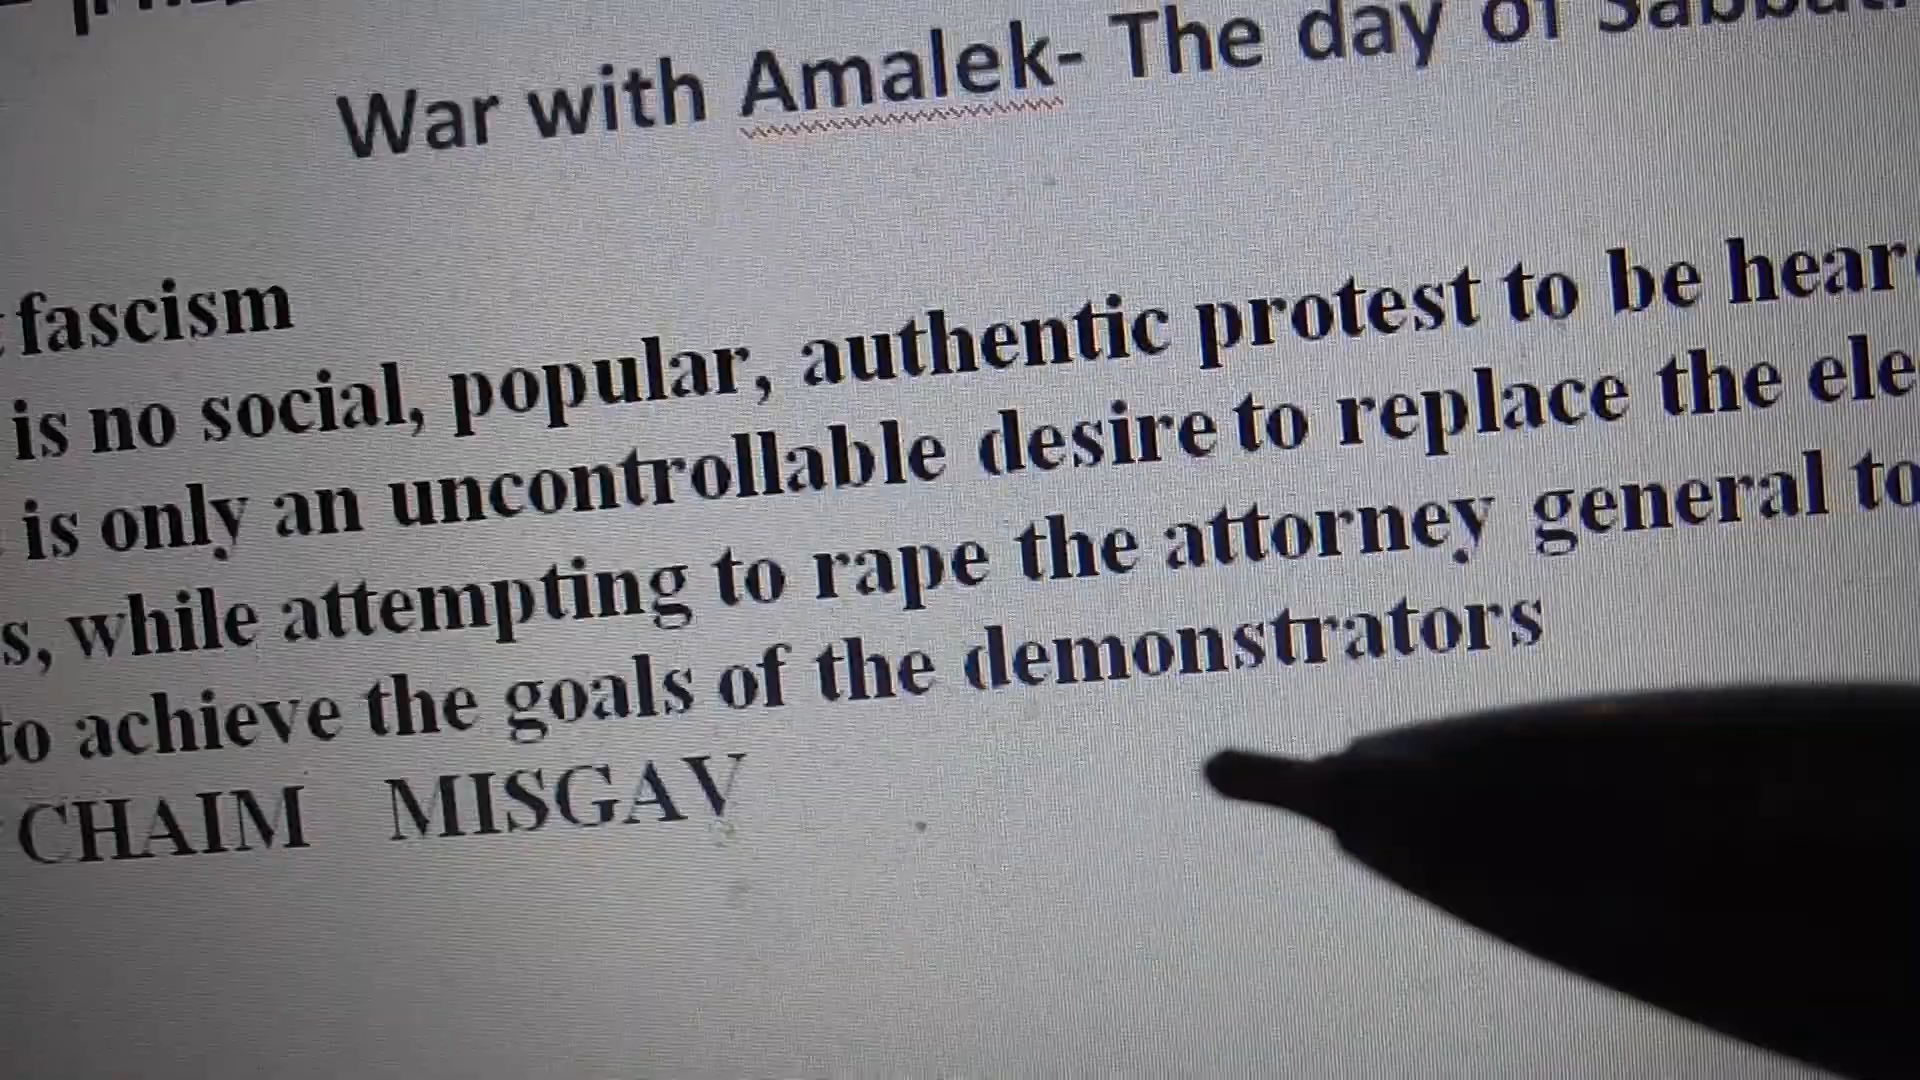 War with Amalek- The day of
fascism
is no social, popular, authentic protest to be
is only an uncontrollable desire to replace the
s, while attempting to rape the attorney general to
to achieve the goals of the demonstrators
CHAIM MISGAV